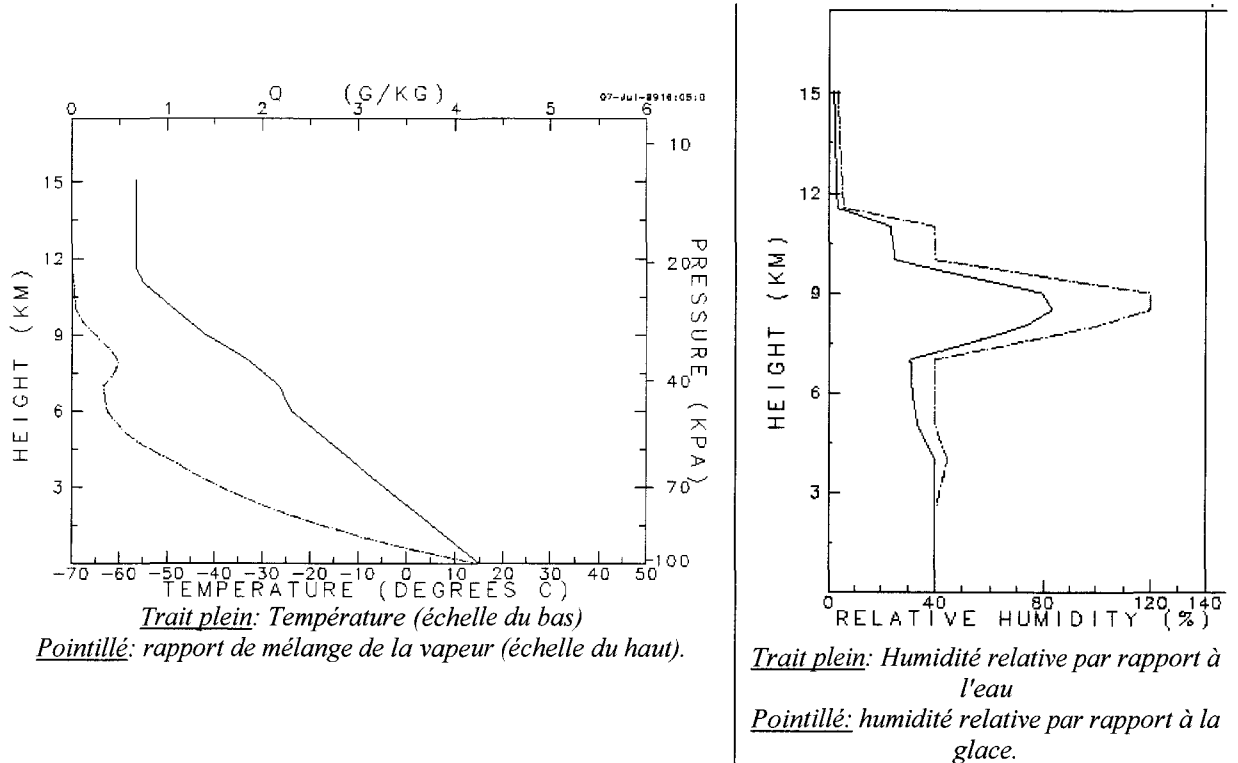 Q (G/KG)
07-Jul-89
0 1 2 3 4 5 6
15
12
9
6
3
HEIGHT (KM)
10
20
40
70
100
PRESSURE (KPA)
-70 -60 -50 -40 -30 -20 -10 0 10 20 30 40 50
TEMPERATURE (DEGREES C)
Trait plein: Température (échelle du bas)
Pointillé: rapport de mélange de la vapeur (échelle du haut).
15
12
9
6
3
HEIGHT (KM)
0 40 80 120 140
RELATIVE HUMIDITY (%)
Trait plein: Humidité relative par rapport à
l'eau
Pointillé: humidité relative par rapport à la
glace.